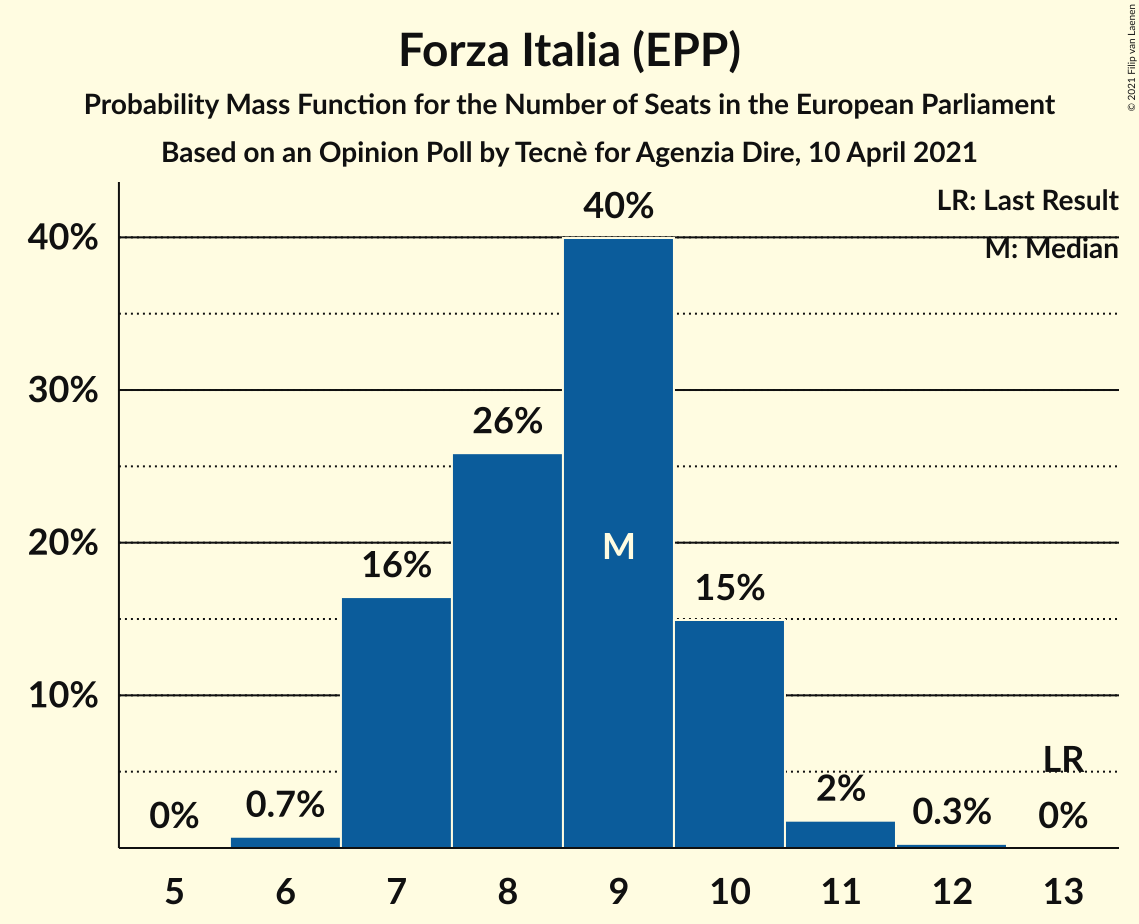 Forza Italia (EPP)
Probability Mass Function for the Number of Seats in the European Parliament
Based on an Opinion Poll by Tecnè for Agenzia Dire, 10 April 2021
© 2021 Filip van Laenen
LR: Last Result
M: Median
40%
30%
20%
10%
0%
0.7%
16%
26%
40%
M
15%
2%
0.3%
LR
0%
5
6
7
8
9
10
11
12
13